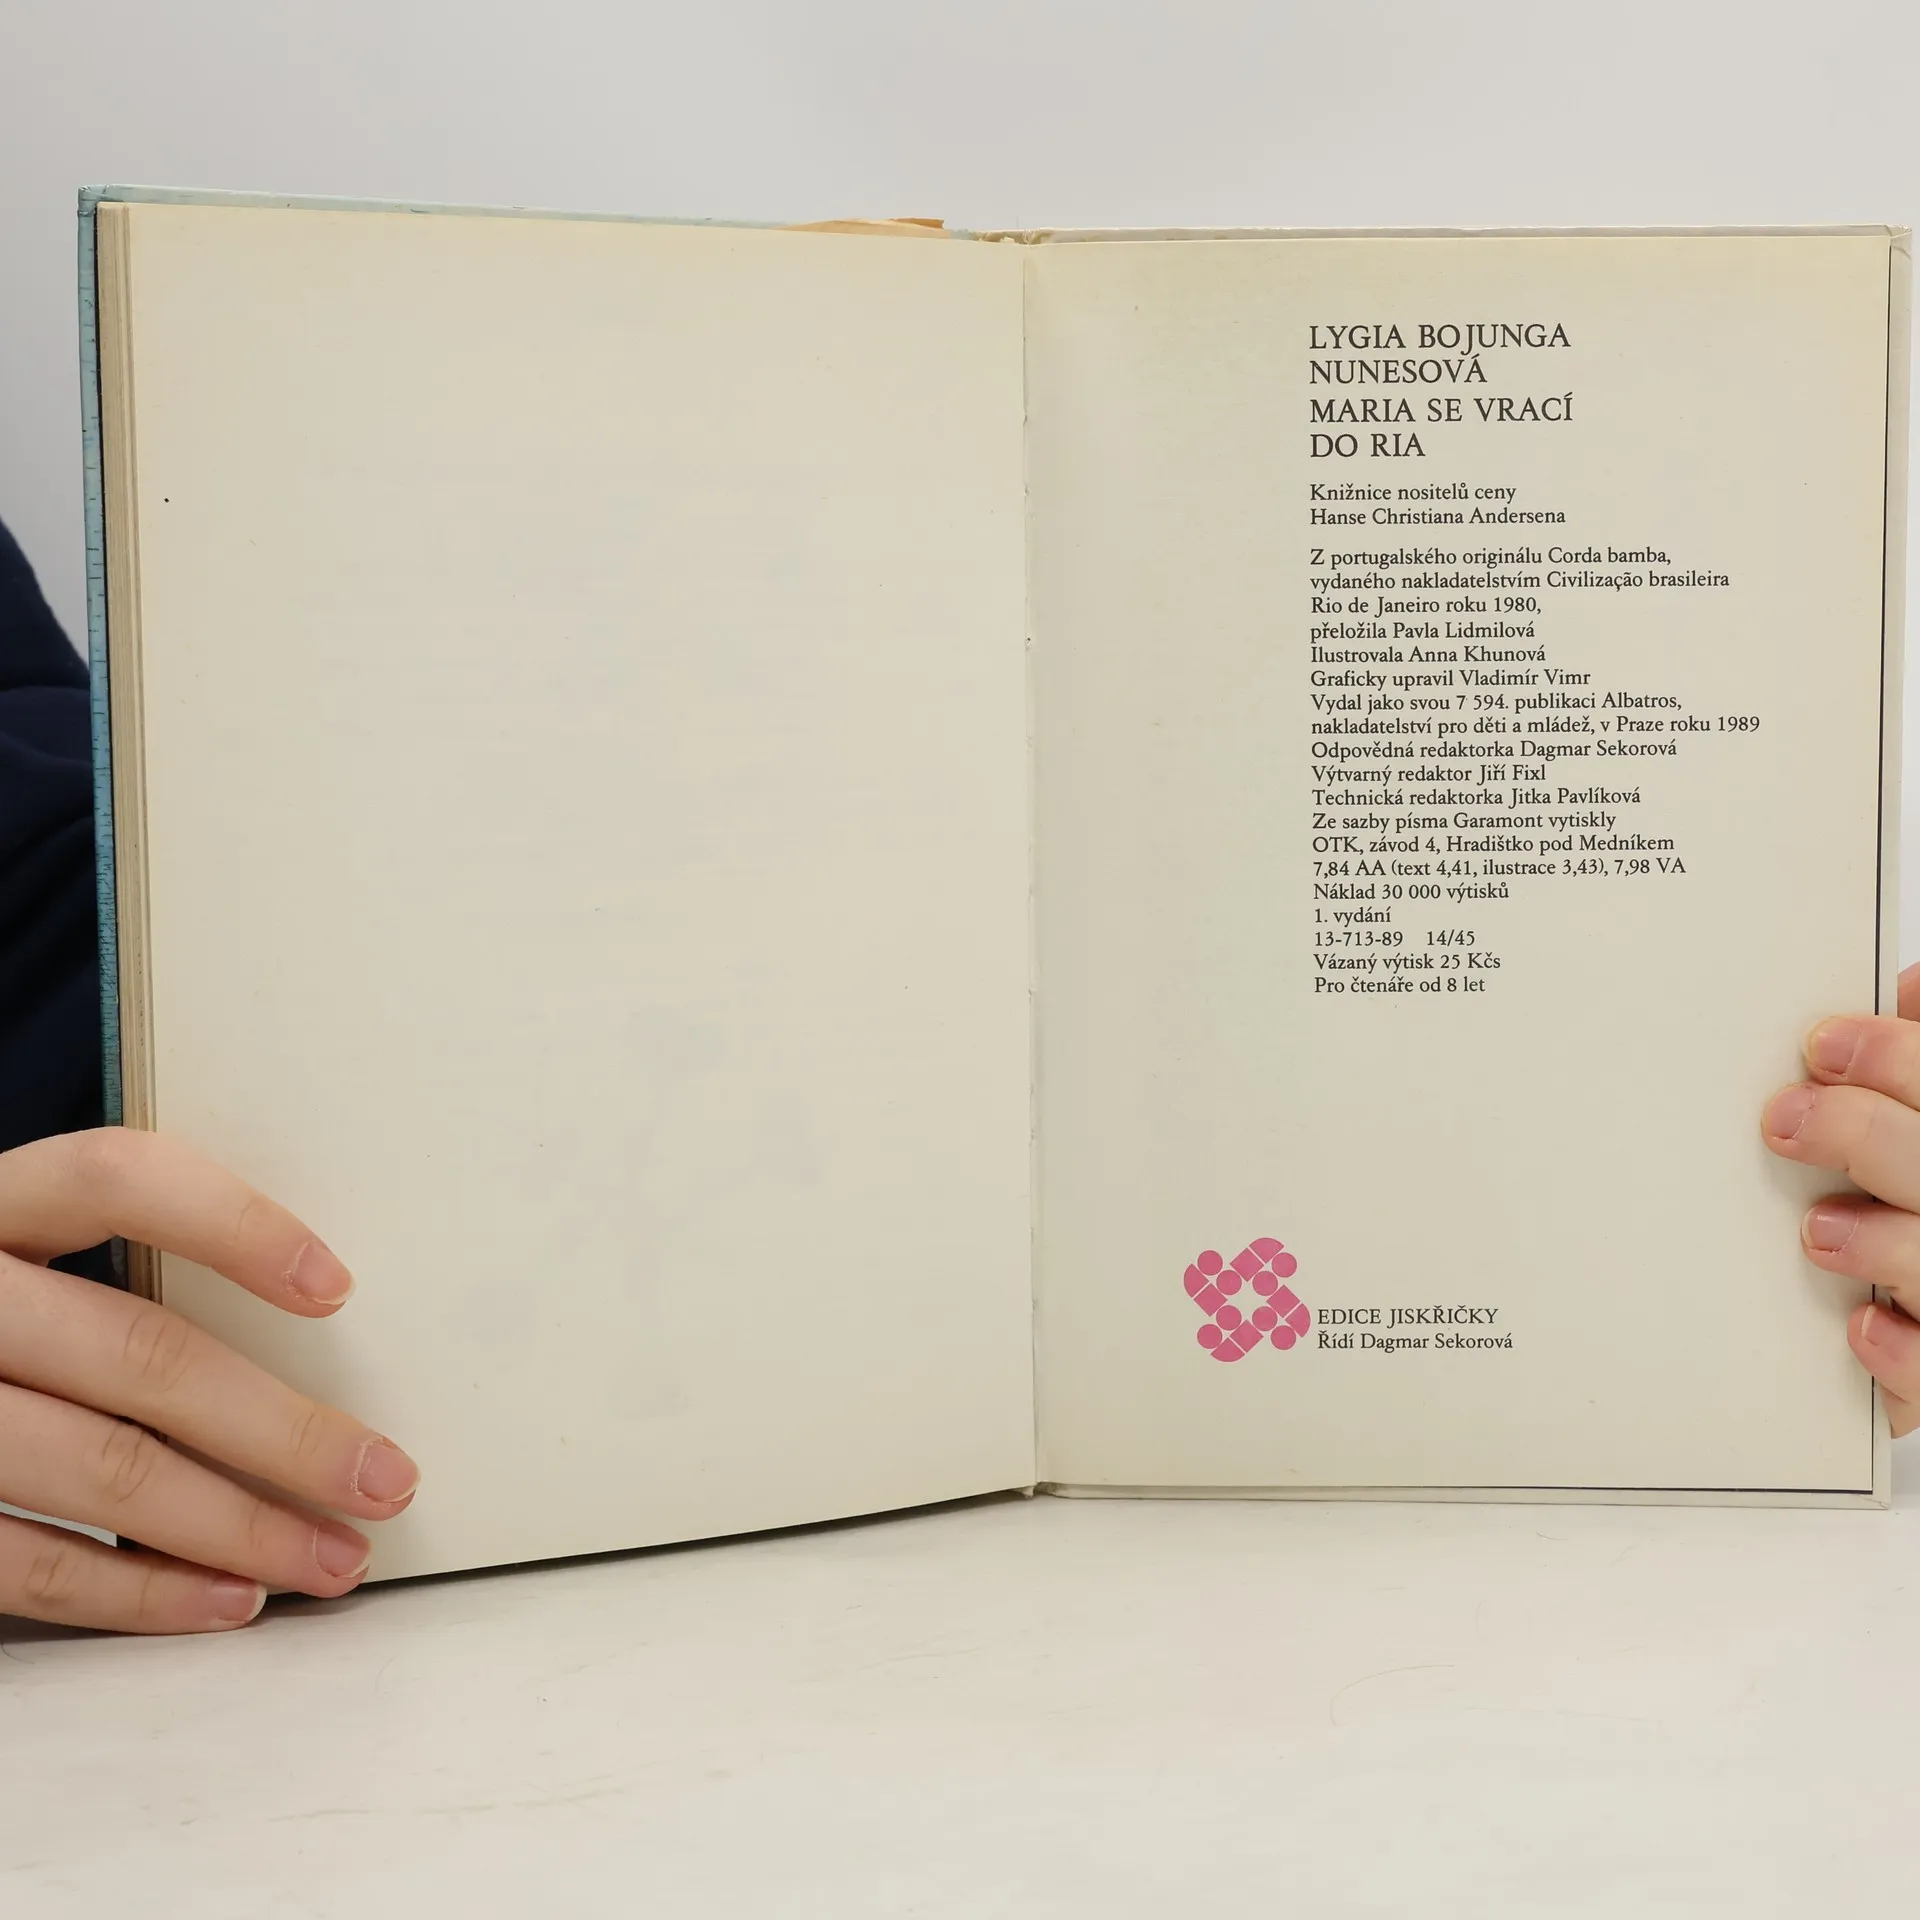 LYGIA BOJUNGA
NUNESOVÁ
MARIA SE VRACÍ
DO RIA
Knižnice nositelů ceny
Hanse Christiana Andersena
Z portugalského originálu Corda bamba,
vydaného nakladatelstvím Civilização brasileira
Rio de Janeiro roku 1980,
přeložila Pavla Lidmilová
Ilustrovala Anna Khunová
Graficky upravil Vladimír Vimr
Vydal jako svou 7 594. publikaci Albatros,
nakladatelství pro děti a mládež, v Praze roku 1989
Odpovědná redaktorka Dagmar Sekorová
Výtvarný redaktor Jiří Fixl
Technická redaktorka Jitka Pavlíková
Ze sazby písma Garamont vytiskly
OTK, závod 4, Hradištko pod Medníkem
7,84 AA (text 4,41, ilustrace 3,43), 7,98 VA
Náklad 30 000 výtisků
1. vydání
13-713-89 14/45
Vázaný výtisk 25 Kčs
Pro čtenáře od 8 let
EDICE JISKŘIČKY
Řídí Dagmar Sekorová